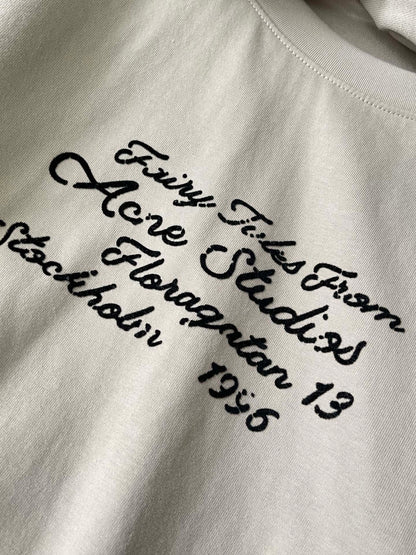 Fairy Tales From
Acne Studios
Floragatan 13
Stockholm
1996